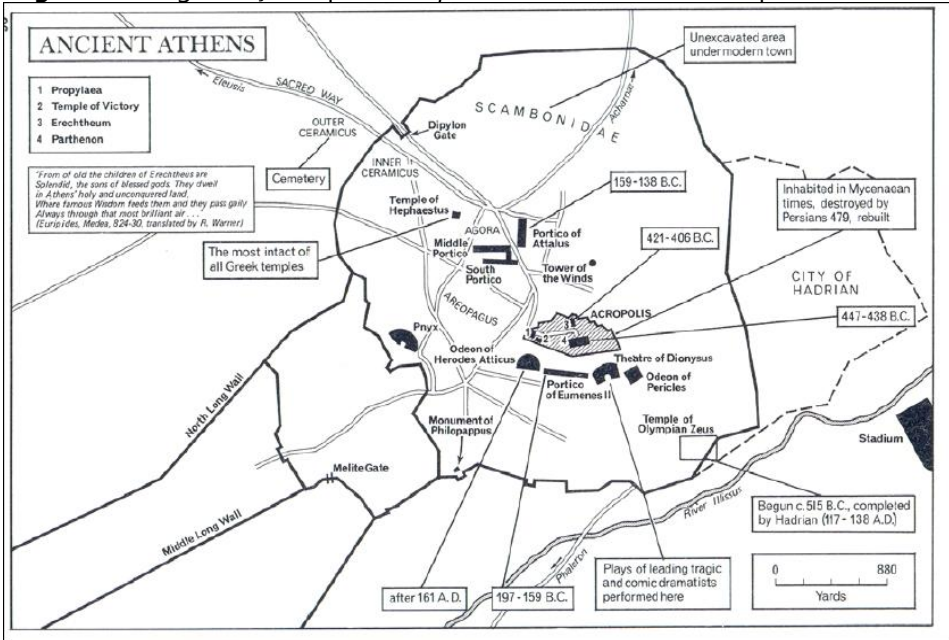 ANCIENT ATHENS
1 Propylaea
2 Temple of Victory
3 Erechtheum
4 Parthenon
"From of old the children of Erechtheus are
Splendid, the sons of blessed gods. They dwell
in Athens' holy and unconquered land,
Where famous Wisdom feeds them and they pass gaily
Always through that most brilliant air . . ."
(Euripides, Medea, 824-30, translated by R. Warner)
Eleusis
SACRED WAY
OUTER
CERAMICUS
Cemetery
Dipylon
Gate
INNER
CERAMICUS
SCAMBONIDAE
Acharnae
Unexcavated area
under modern town
Temple of
Hephaestus
The most intact of
all Greek temples
AGORA
Middle
Portico
South
Portico
159-138 B.C.
Portico of
Attalus
Tower of
the Winds
421-406 B.C.
Inhabited in Mycenaean
times, destroyed by
Persians 479, rebuilt
CITY OF
HADRIAN
447-438 B.C.
AREOPAGUS
ACROPOLIS
1
2
3
4
Pnyx
Odeon of
Herodes Atticus
Portico
of Eumenes II
Theatre of Dionysus
Odeon of
Pericles
Temple of
Olympian Zeus
Stadium
Monument of
Philopappus
North Long Wall
Melite Gate
Middle Long Wall
River Illissus
Phaleron
Begun c. 515 B.C., completed
by Hadrian (117-138 A.D.)
after 161 A.D.
197-159 B.C.
Plays of leading tragic
and comic dramatists
performed here
0 880
Yards